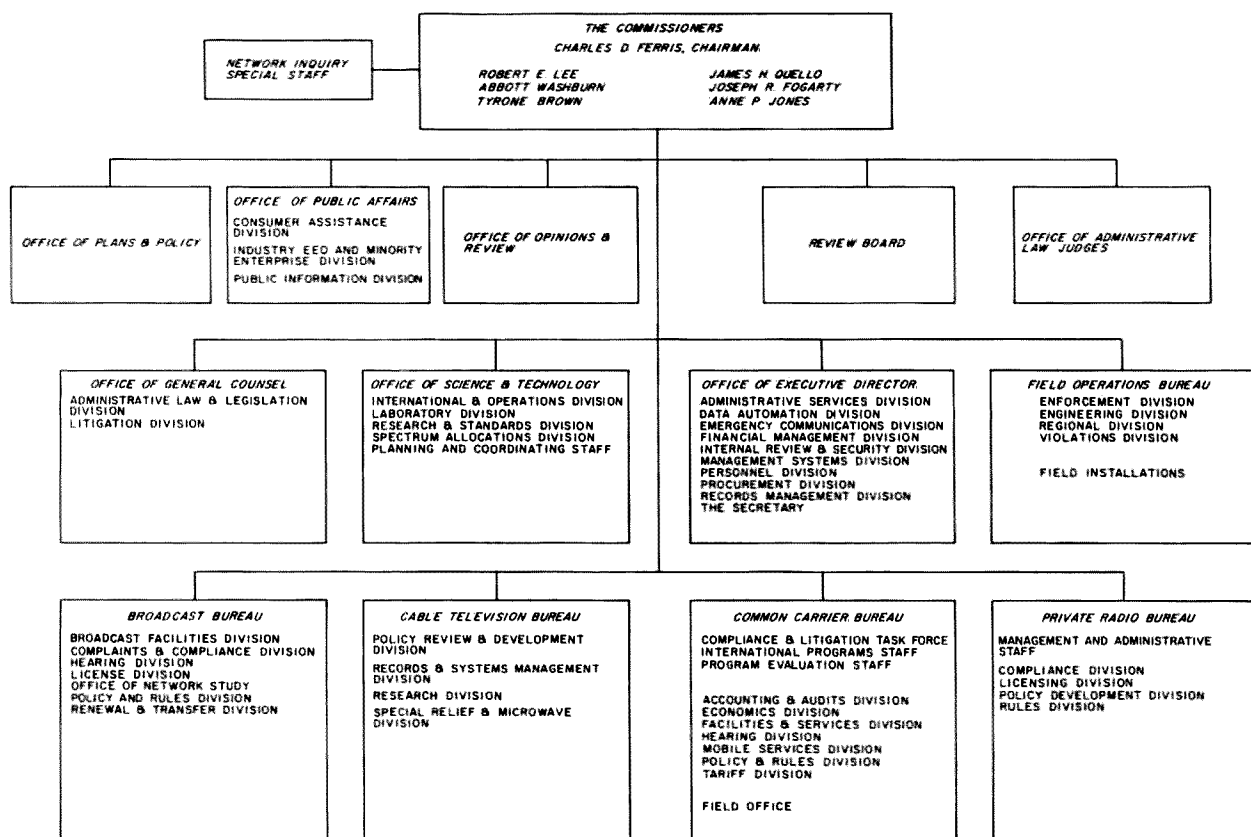 THE COMMISSIONERS
CHARLES D. FERRIS, CHAIRMAN
ROBERT E. LEE
ABBOTT WASHBURN
TYRONE BROWN
JAMES H. QUELLO
JOSEPH R. FOGARTY
ANNE P. JONES
NETWORK INQUIRY
SPECIAL STAFF
OFFICE OF PLANS & POLICY
OFFICE OF PUBLIC AFFAIRS
CONSUMER ASSISTANCE
DIVISION
INDUSTRY EEO AND MINORITY
ENTERPRISE DIVISION
PUBLIC INFORMATION DIVISION
OFFICE OF OPINIONS &
REVIEW
REVIEW BOARD
OFFICE OF ADMINISTRATIVE
LAW JUDGES
OFFICE OF GENERAL COUNSEL
ADMINISTRATIVE LAW & LEGISLATION
DIVISION
LITIGATION DIVISION
OFFICE OF SCIENCE & TECHNOLOGY
INTERNATIONAL & OPERATIONS DIVISION
LABORATORY DIVISION
RESEARCH & STANDARDS DIVISION
SPECTRUM ALLOCATIONS DIVISION
PLANNING AND COORDINATING STAFF
OFFICE OF EXECUTIVE DIRECTOR
ADMINISTRATIVE SERVICES DIVISION
DATA AUTOMATION DIVISION
EMERGENCY COMMUNICATIONS DIVISION
FINANCIAL MANAGEMENT DIVISION
INTERNAL REVIEW & SECURITY DIVISION
MANAGEMENT SYSTEMS DIVISION
PERSONNEL DIVISION
PROCUREMENT DIVISION
RECORDS MANAGEMENT DIVISION
THE SECRETARY
FIELD OPERATIONS BUREAU
ENFORCEMENT DIVISION
ENGINEERING DIVISION
REGIONAL DIVISION
VIOLATIONS DIVISION
FIELD INSTALLATIONS
BROADCAST BUREAU
BROADCAST FACILITIES DIVISION
COMPLAINTS & COMPLIANCE DIVISION
HEARING DIVISION
LICENSE DIVISION
OFFICE OF NETWORK STUDY
POLICY AND RULES DIVISION
RENEWAL & TRANSFER DIVISION
CABLE TELEVISION BUREAU
POLICY REVIEW & DEVELOPMENT
DIVISION
RECORDS & SYSTEMS MANAGEMENT
DIVISION
RESEARCH DIVISION
SPECIAL RELIEF & MICROWAVE
DIVISION
COMMON CARRIER BUREAU
COMPLIANCE & LITIGATION TASK FORCE
INTERNATIONAL PROGRAMS STAFF
PROGRAM EVALUATION STAFF
ACCOUNTING & AUDITS DIVISION
ECONOMICS DIVISION
FACILITIES & SERVICES DIVISION
HEARING DIVISION
MOBILE SERVICES DIVISION
POLICY & RULES DIVISION
TARIFF DIVISION
FIELD OFFICE
PRIVATE RADIO BUREAU
MANAGEMENT AND ADMINISTRATIVE
STAFF
COMPLIANCE DIVISION
LICENSING DIVISION
POLICY DEVELOPMENT DIVISION
RULES DIVISION